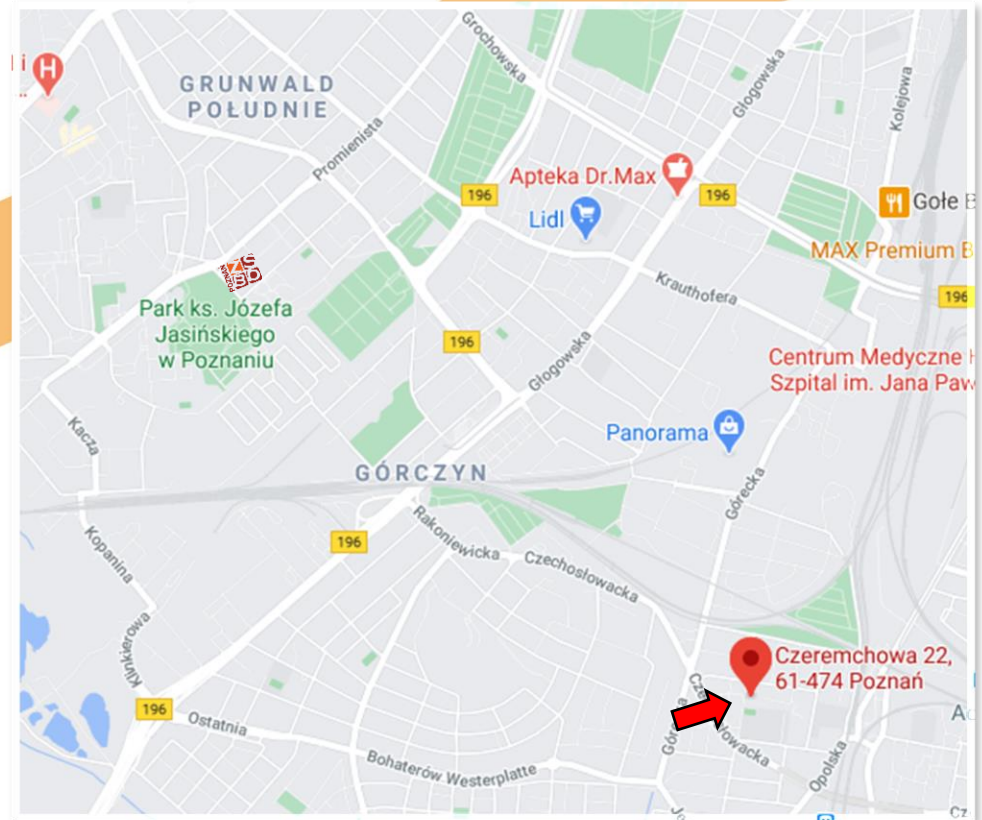 Grochowska
Głogowska
Kolejowa
i
H
GRUNWALD
POŁUDNIE
Promienista
196
Apteka Dr.Max
196
Lidl
Gołe B
MAX Premium B
Krauthofera
196
POZNAŃ
Park ks. Józefa
Jasińskiego
w Poznaniu
196
Głogowska
Centrum Medyczne H
Szpital im. Jana Paw
Kacza
Panorama
GÓRCZYN
Górecka
Rakoniewicka
196
Kopanina
Czechosłowacka
Klinkierowa
Czeremchowa 22,
61-474 Poznań
196
Ostatnia
A
Opolska
Bohaterów Westerplatte
Cz